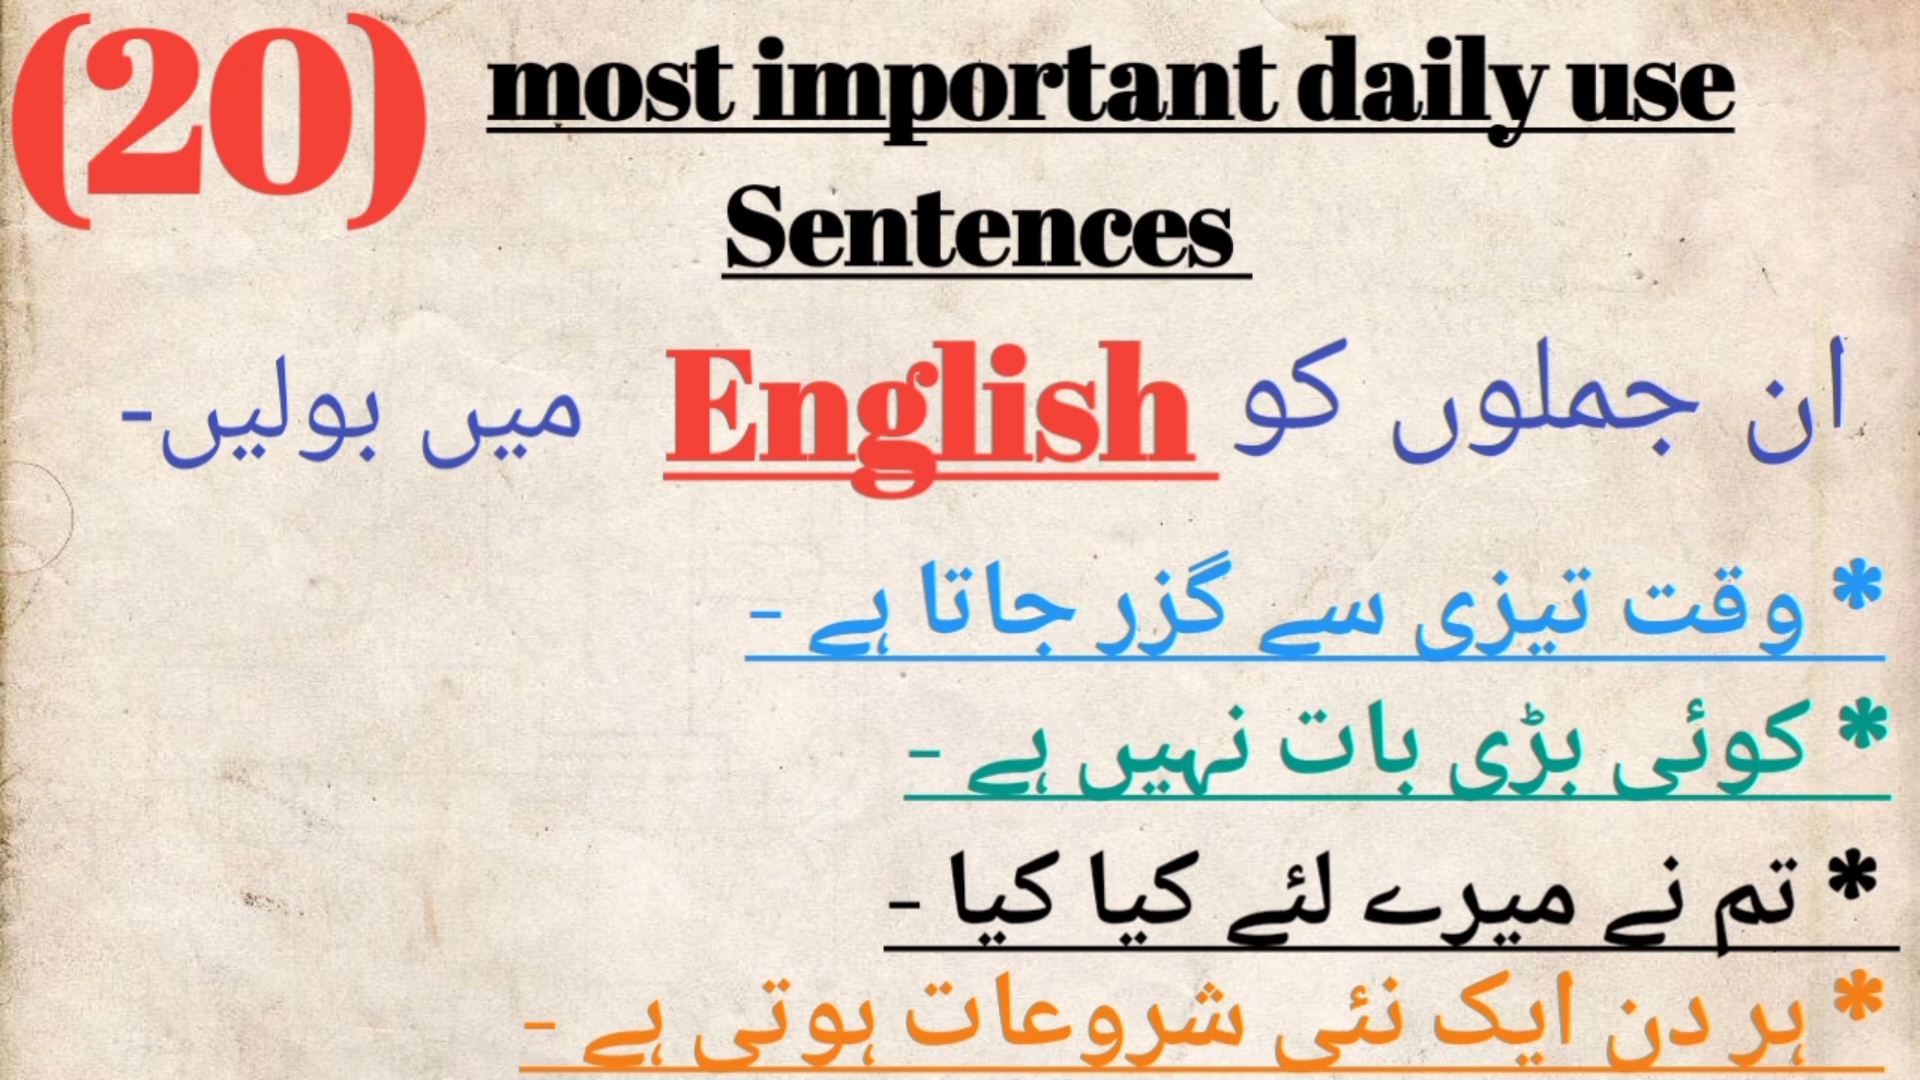 (20) most important daily use
Sentences
ان جملوں کو English میں بولیں-
* وقت تیزی سے گزر جاتا ہے -
* کوئی بڑی بات نہیں ہے -
* تم نے میرے لئے کیا کیا -
* ہر دن ایک نئی شروعات ہوتی ہے -